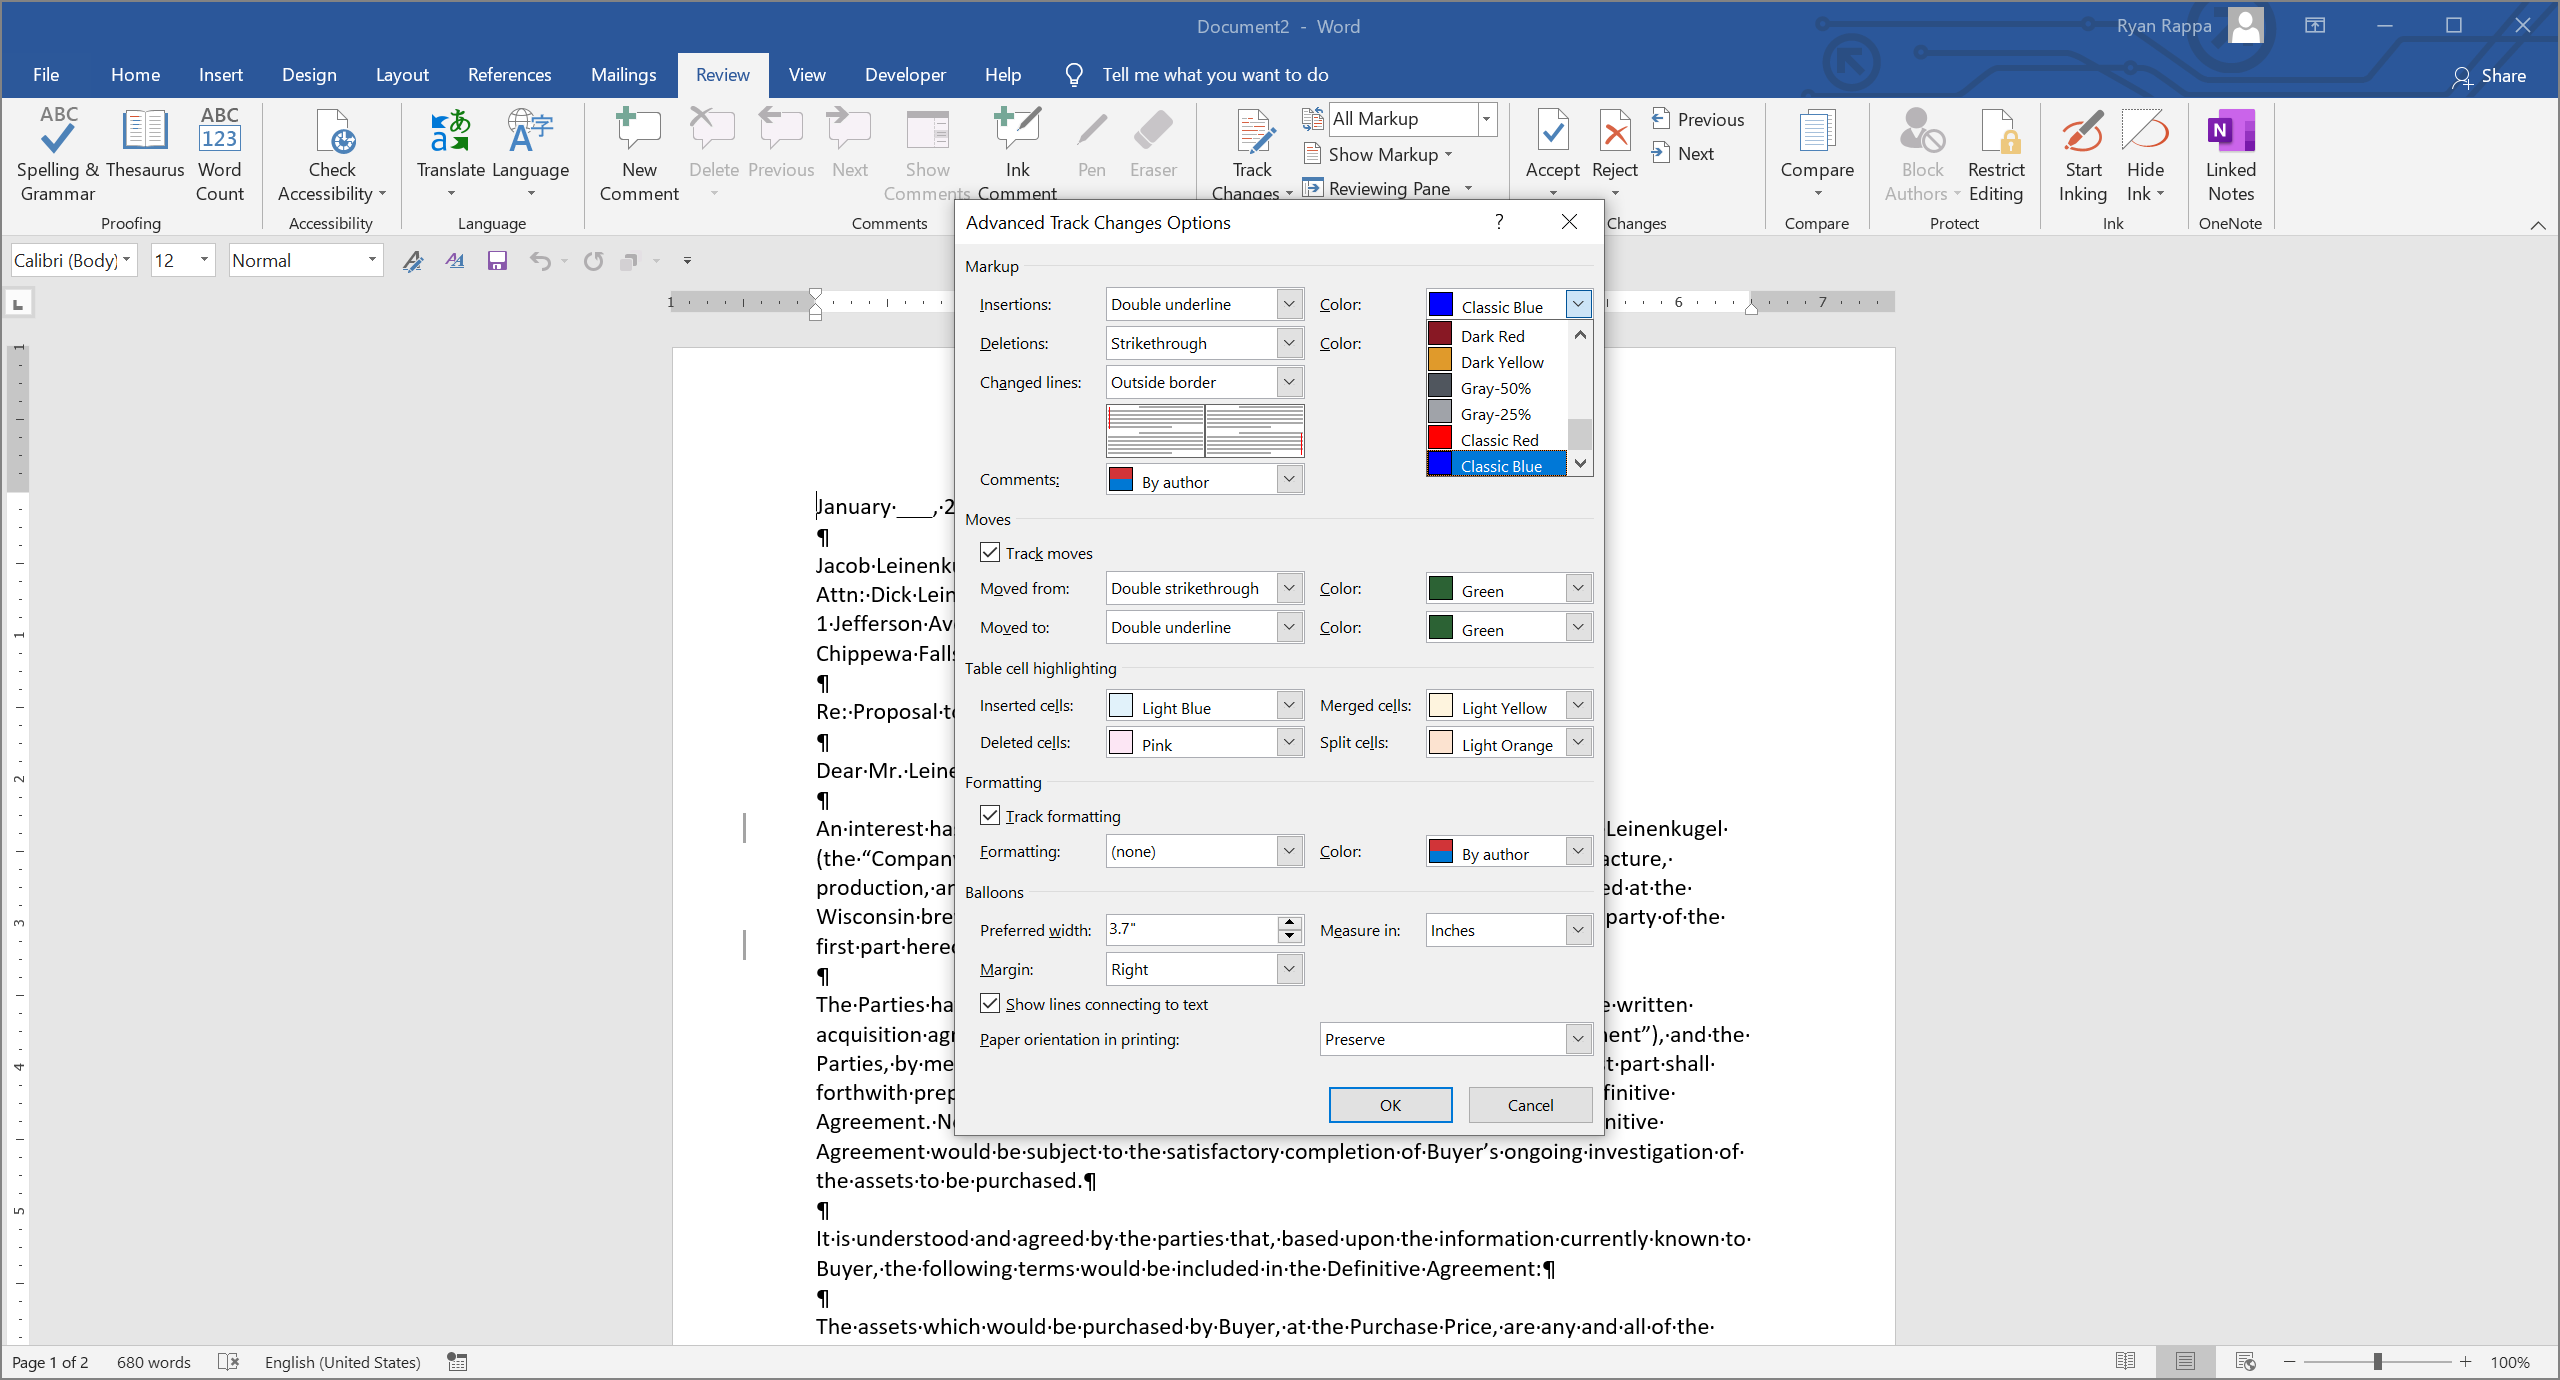 Document2 - Word
Ryan Rappa
File Home Insert Design Layout References Mailings Review View Developer Help Tell me what you want to do Share
ABC
Spelling & Grammar
Thesaurus
ABC
123
Word Count
Proofing
Check Accessibility
Accessibility
Translate
Language
Language
New Comment
Delete
Previous
Next
Show Comments
Ink Comment
Pen
Eraser
Comments
Track Changes
All Markup
Show Markup
Reviewing Pane
Accept
Reject
Previous
Next
Changes
Compare
Compare
Block Authors
Restrict Editing
Protect
Start Inking
Hide Ink
Ink
N
Linked Notes
OneNote
Calibri (Body) 12 Normal
1 6 7
Advanced Track Changes Options ?
Markup
Insertions: Double underline Color: Classic Blue
Deletions: Strikethrough Color:
Changed lines: Outside border
Dark Red
Dark Yellow
Gray-50%
Gray-25%
Classic Red
Classic Blue
Comments: By author
Moves
Track moves
Moved from: Double strikethrough Color: Green
Moved to: Double underline Color: Green
Table cell highlighting
Inserted cells: Light Blue Merged cells: Light Yellow
Deleted cells: Pink Split cells: Light Orange
Formatting
Track formatting
Formatting: (none) Color: By author
Balloons
Preferred width: 3.7" Measure in: Inches
Margin: Right
Show lines connecting to text
Paper orientation in printing: Preserve
OK Cancel
1
1
2
3
4
5
January·___,·2
¶
Jacob·Leinenk
Attn:·Dick·Lein
1·Jefferson·Av
Chippewa·Falls
¶
Re:·Proposal·t
¶
Dear·Mr.·Leine
¶
An·interest·ha Leinenkugel·
(the·“Company acture,·
production,·a ed·at·the·
Wisconsin·bre party·of·the·
first·part·here
¶
The·Parties·ha e·written·
acquisition·ag ent”),·and·the·
Parties,·by·me t·part·shall·
forthwith·prep finitive·
Agreement.·N nitive·
Agreement·would·be·subject·to·the·satisfactory·completion·of·Buyer’s·ongoing·investigation·of·
the·assets·to·be·purchased.¶
¶
It·is·understood·and·agreed·by·the·parties·that,·based·upon·the·information·currently·known·to·
Buyer,·the·following·terms·would·be·included·in·the·Definitive·Agreement:¶
¶
The·assets·which·would·be·purchased·by·Buyer,·at·the·Purchase·Price,·are·any·and·all·of·the·
Page 1 of 2 680 words English (United States) 100%